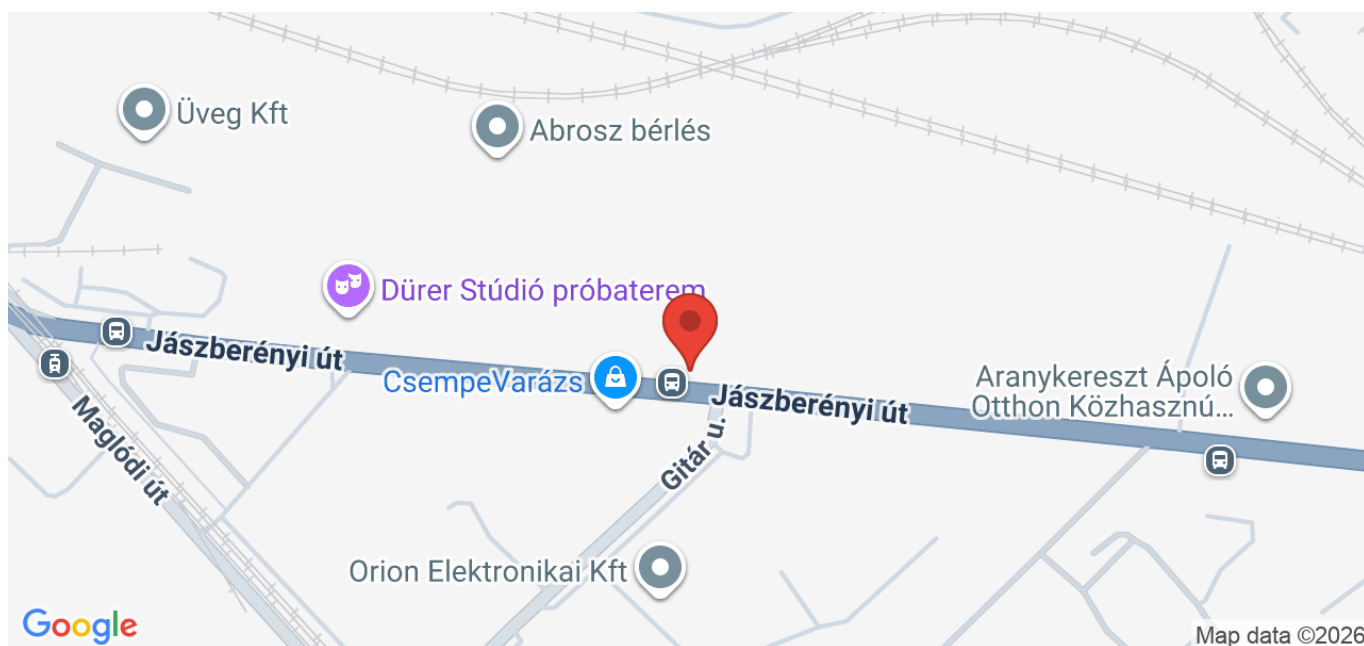 Üveg Kft
Abrosz bérlés
Dürer Stúdió próbaterem
Jászberényi út
CsempeVarázs
Jászberényi út
Aranykereszt Ápoló
Otthon Közhasznú...
Maglódi út
Gitár u.
Orion Elektronikai Kft
Google
Map data ©2026